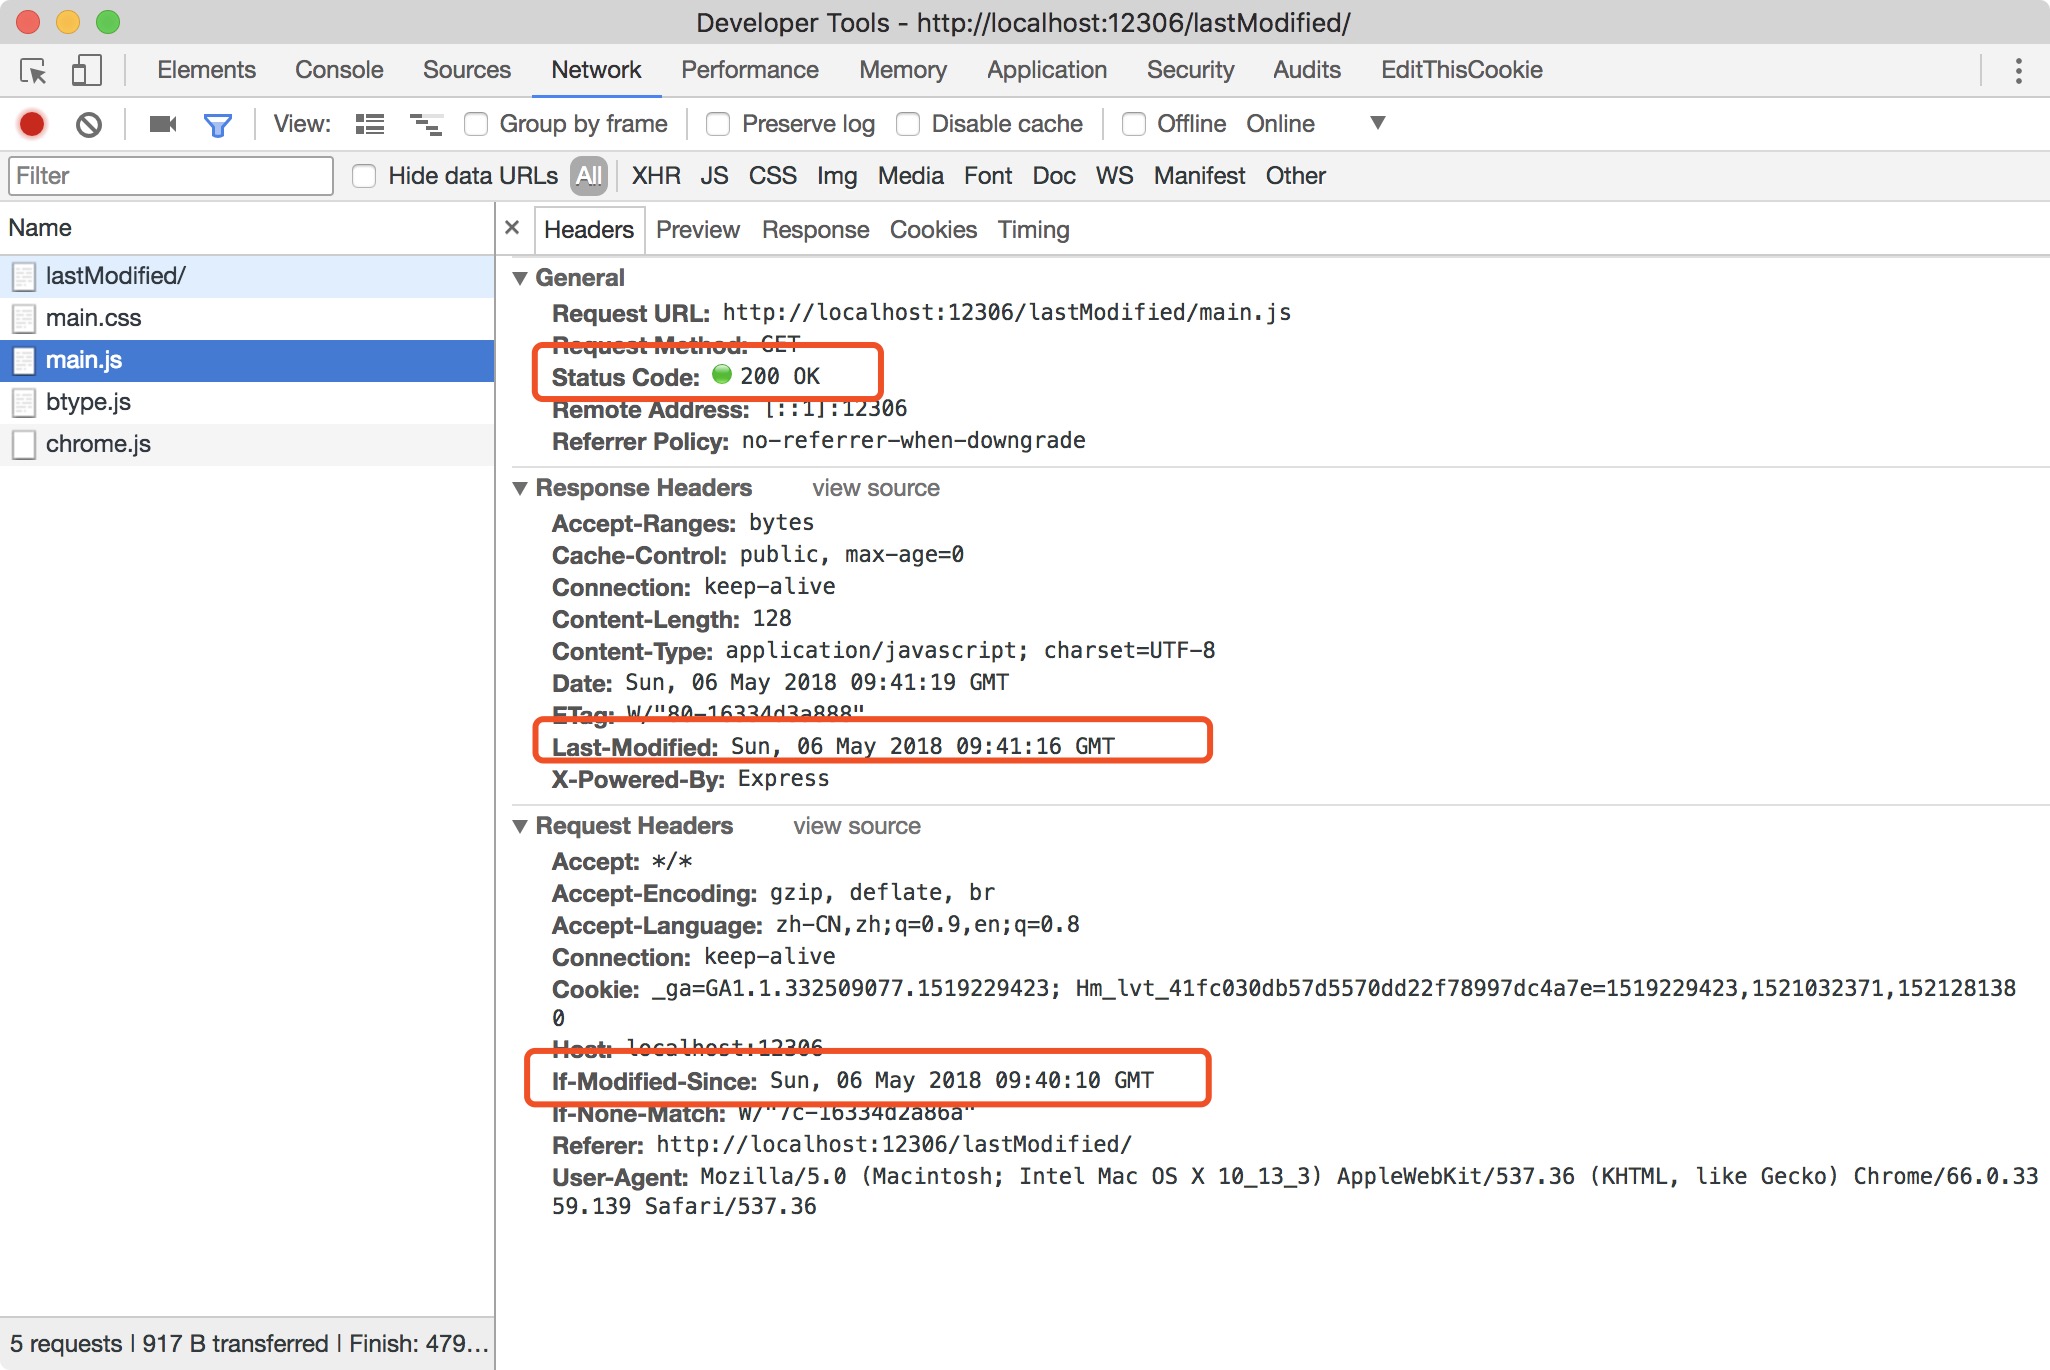 Developer Tools - http://localhost:12306/lastModified/
Elements Console Sources Network Performance Memory Application Security Audits EditThisCookie
View: Group by frame Preserve log Disable cache Offline Online
Filter Hide data URLs All XHR JS CSS Img Media Font Doc WS Manifest Other
Name
lastModified/
main.css
main.js
btype.js
chrome.js
5 requests | 917 B transferred | Finish: 479…
× Headers Preview Response Cookies Timing
General
Request URL: http://localhost:12306/lastModified/main.js
Request Method: GET
Status Code: 200 OK
Remote Address: [::1]:12306
Referrer Policy: no-referrer-when-downgrade
Response Headers view source
Accept-Ranges: bytes
Cache-Control: public, max-age=0
Connection: keep-alive
Content-Length: 128
Content-Type: application/javascript; charset=UTF-8
Date: Sun, 06 May 2018 09:41:19 GMT
ETag: W/"80-16334d3a888"
Last-Modified: Sun, 06 May 2018 09:41:16 GMT
X-Powered-By: Express
Request Headers view source
Accept: */*
Accept-Encoding: gzip, deflate, br
Accept-Language: zh-CN,zh;q=0.9,en;q=0.8
Connection: keep-alive
Cookie: _ga=GA1.1.332509077.1519229423; Hm_lvt_41fc030db57d5570dd22f78997dc4a7e=1519229423,1521032371,152128138
0
Host: localhost:12306
If-Modified-Since: Sun, 06 May 2018 09:40:10 GMT
If-None-Match: W/"7c-16334d2a86a"
Referer: http://localhost:12306/lastModified/
User-Agent: Mozilla/5.0 (Macintosh; Intel Mac OS X 10_13_3) AppleWebKit/537.36 (KHTML, like Gecko) Chrome/66.0.33
59.139 Safari/537.36